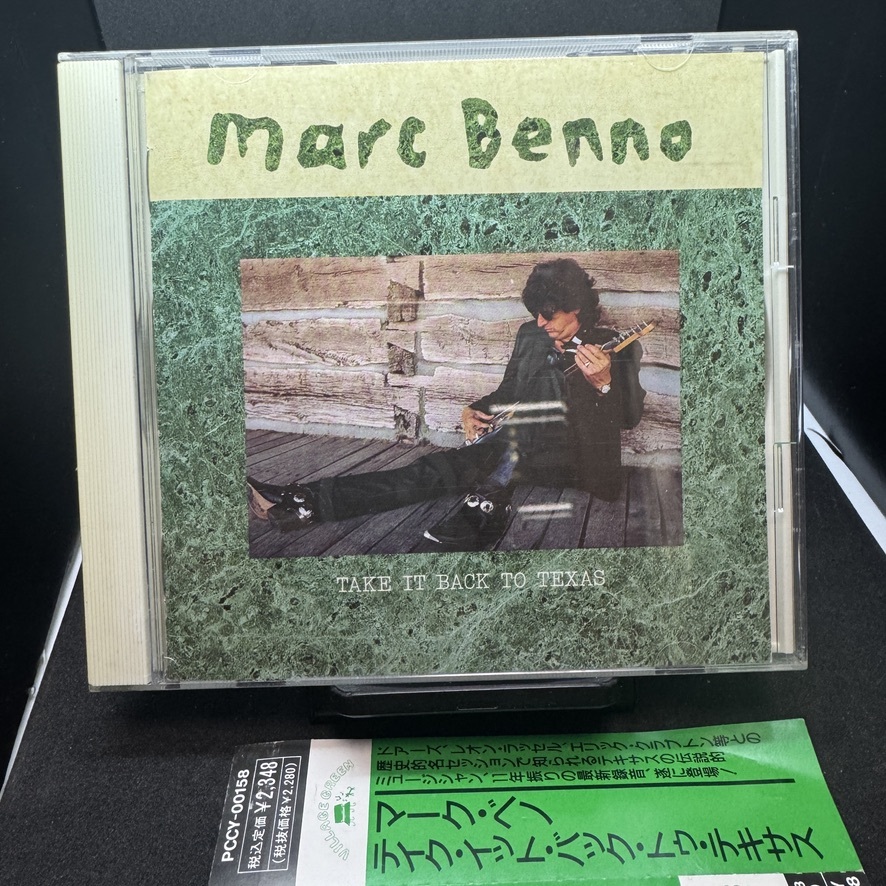 Marc Benno
TAKE IT BACK TO TEXAS
PCCY-00158
税込定価¥2,348
(税抜価格¥2,280)
VILLAGE GREEN
ドアーズ、レオン・ラッセル、エリック・クラプトン等との
歴史的名セッションで知られるテキサスの伝説的
ミュージシャン、11年振りの最新録音、遂に登場!
マーク・ベノ
テイク・イット・バック・トゥ・テキサス